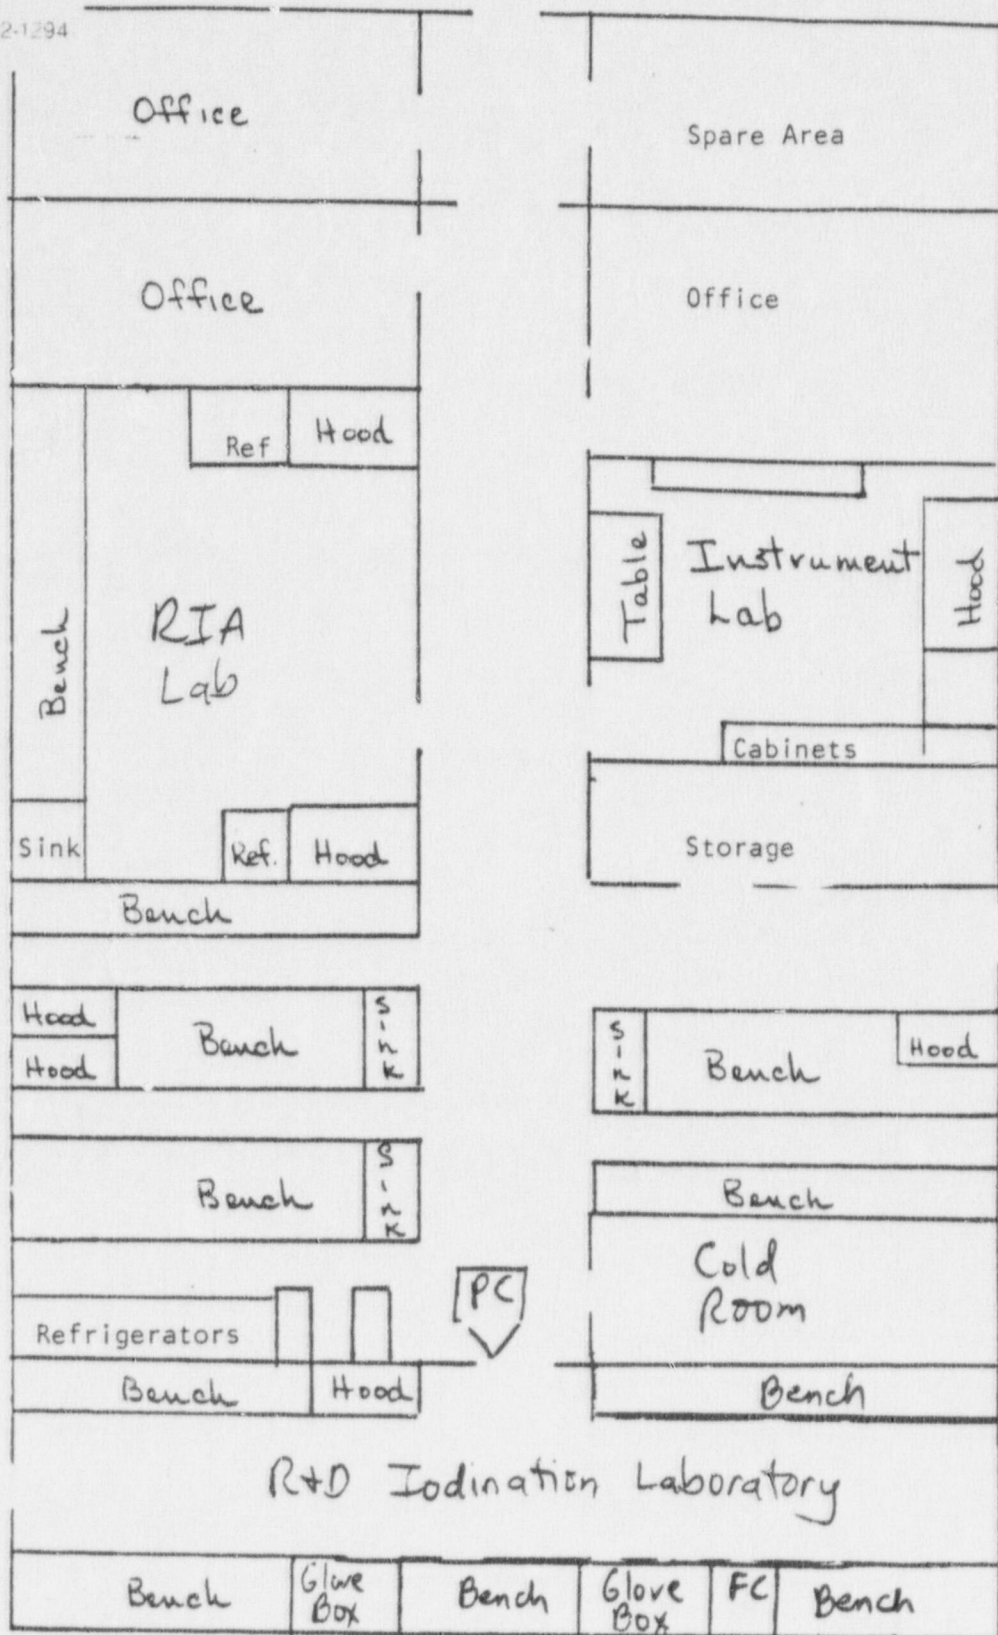 2-1294
Office
Spare Area
Office
Office
Ref
Hood
Table
Instrument
Lab
Hood
Bench
RIA
Lab
Cabinets
Sink
Ref.
Hood
Storage
Bench
Hood
Hood
Bench
Sink
Sink
Bench
Hood
Bench
Sink
Bench
Cold
Room
PC
Refrigerators
Bench
Hood
Bench
R+D Iodination Laboratory
Bench
Glove
Box
Bench
Glove
Box
FC
Bench